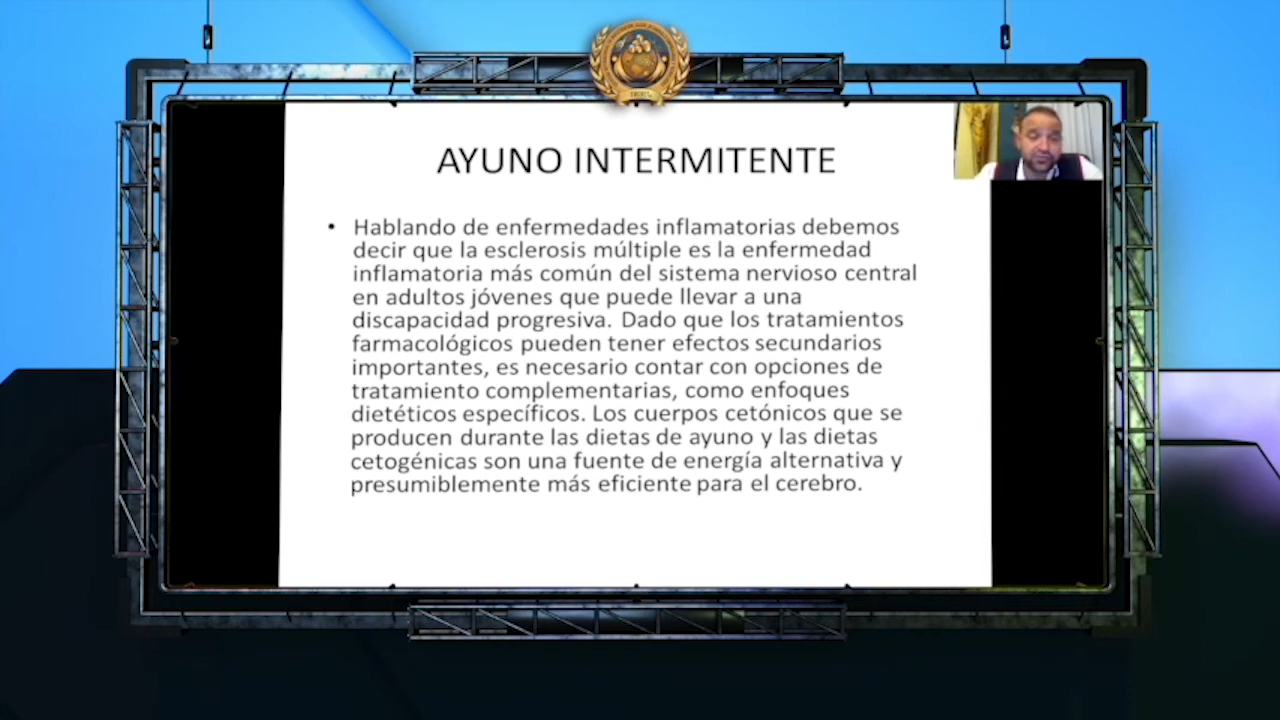 AYUNO INTERMITENTE
• Hablando de enfermedades inflamatorias debemos
decir que la esclerosis múltiple es la enfermedad
inflamatoria más común del sistema nervioso central
en adultos jóvenes que puede llevar a una
discapacidad progresiva. Dado que los tratamientos
farmacológicos pueden tener efectos secundarios
importantes, es necesario contar con opciones de
tratamiento complementarias, como enfoques
dietéticos específicos. Los cuerpos cetónicos que se
producen durante las dietas de ayuno y las dietas
cetogénicas son una fuente de energía alternativa y
presumiblemente más eficiente para el cerebro.